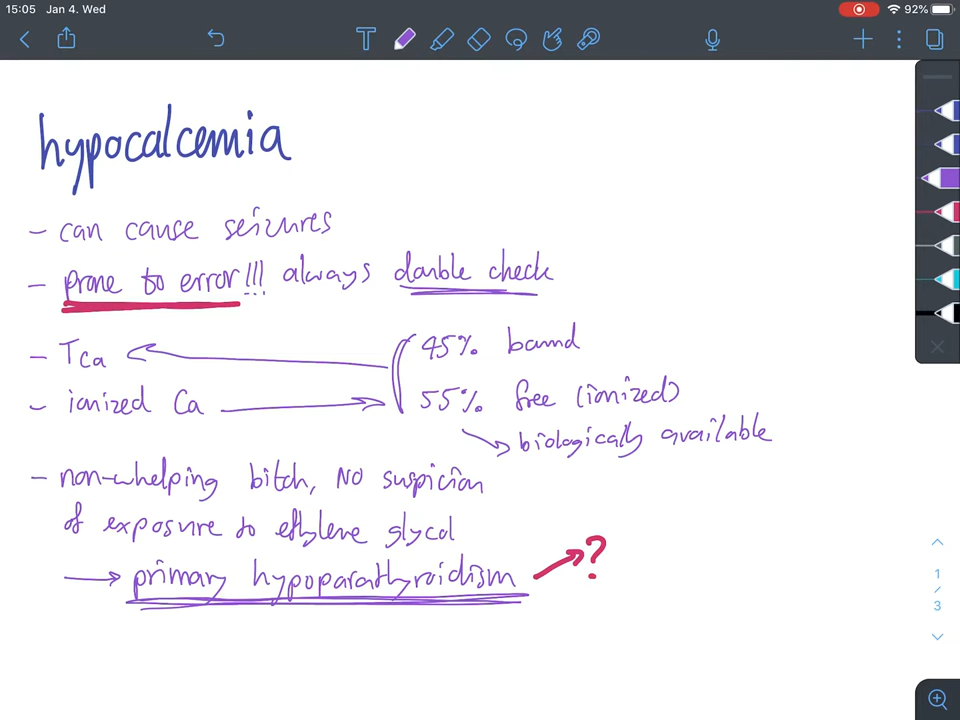 15:05 Jan 4. Wed
92%
T
hypocalcemia
- can cause seizures
- prone to error!!! always double check
- TCa
45% bound
- ionized Ca
55% free (ionized)
biologically available
- non-whelping bitch, NO suspicion
of exposure to ethylene glycol
→ primary hypoparathyroidism → ?
1
/
3